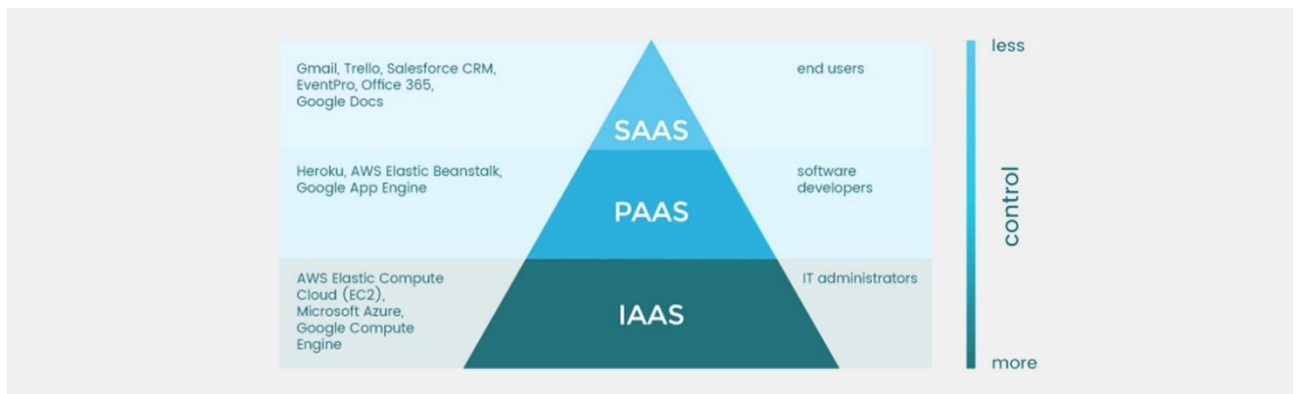 Gmail, Trello, Salesforce CRM,
EventPro, Office 365,
Google Docs
SAAS
end users
Heroku, AWS Elastic Beanstalk,
Google App Engine
PAAS
software
developers
AWS Elastic Compute
Cloud (EC2),
Microsoft Azure,
Google Compute
Engine
IAAS
IT administrators
less
control
more